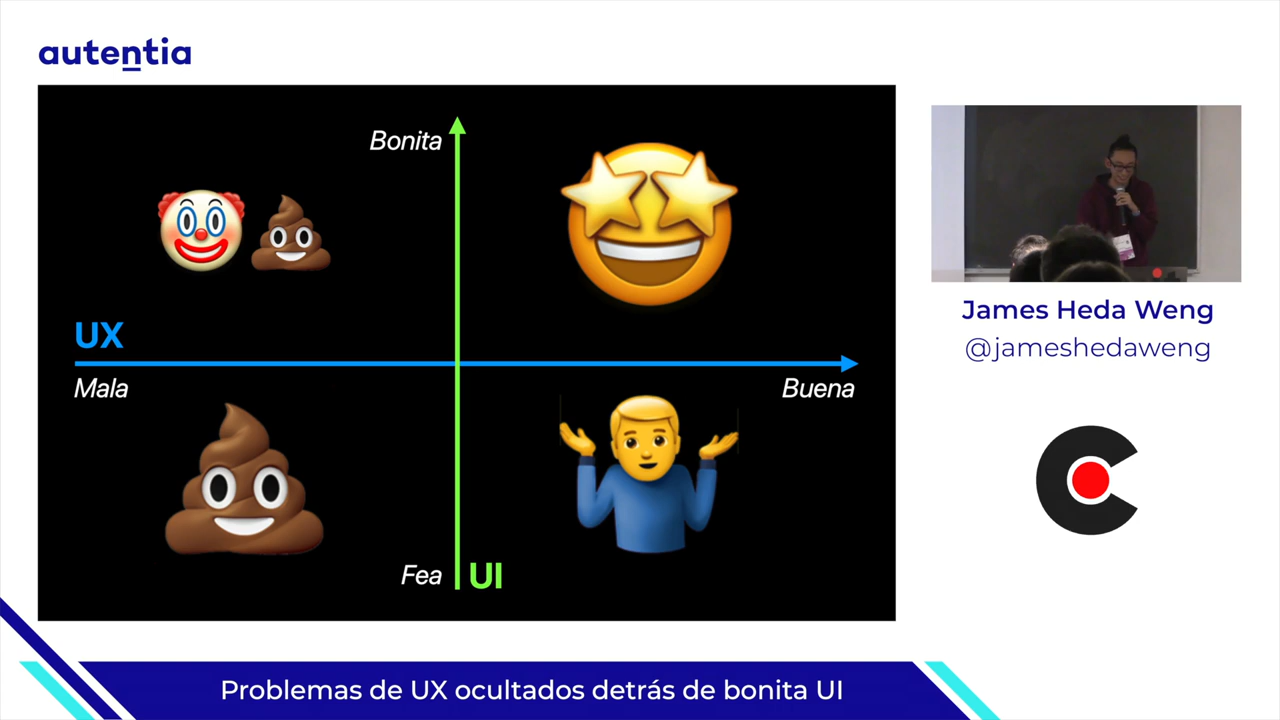 autentia
Bonita
UX
Mala
Buena
Fea
UI
James Heda Weng
@jameshedaweng
Problemas de UX ocultados detrás de bonita UI